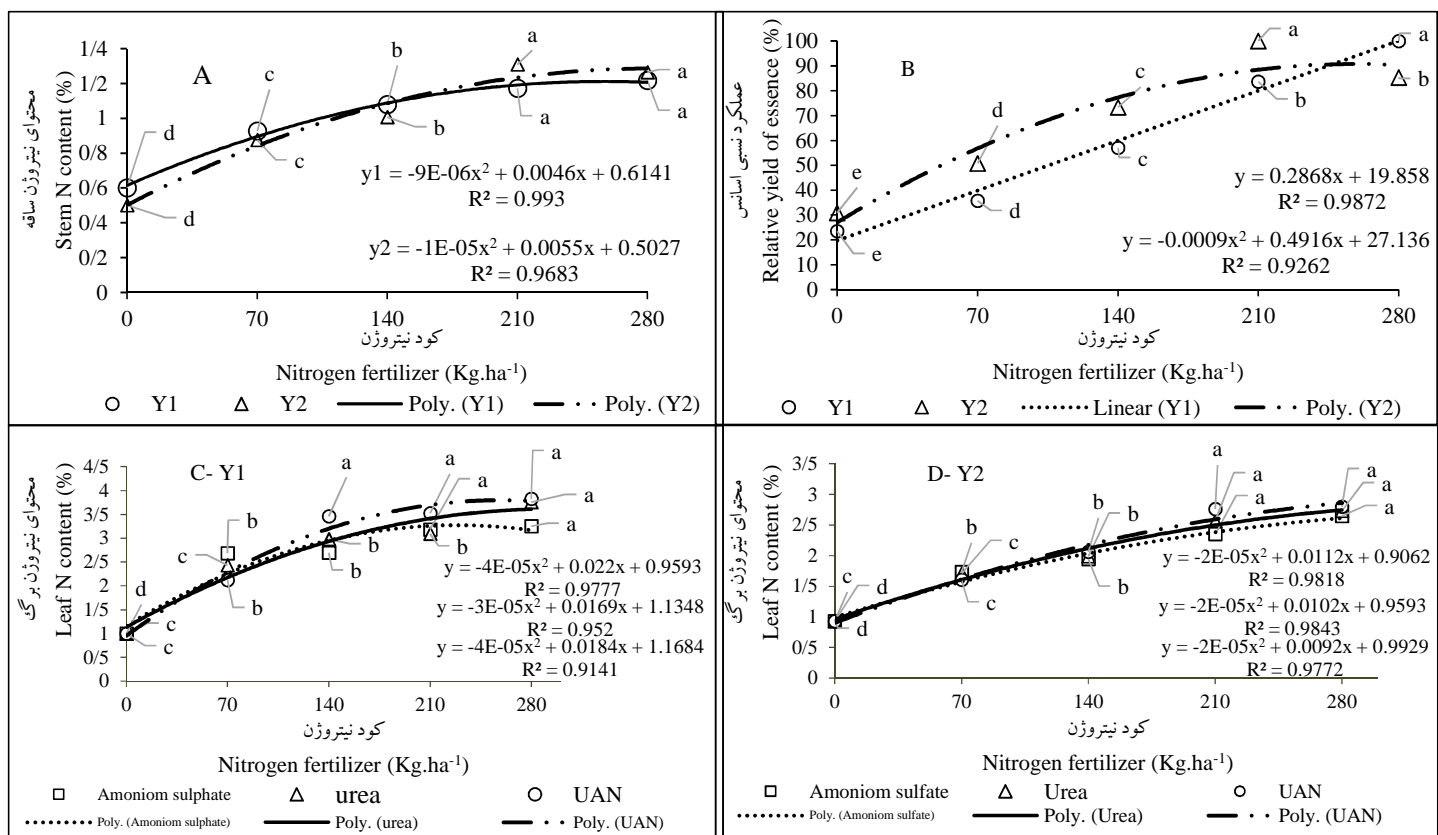 A
محتوای نیتروژن ساقه
Stem N content (%)
1/4
1/2
1
0/8
0/6
0/4
0/2
0
d
d
c
c
b
b
a
a
a
a
y1 = -9E-06x² + 0.0046x + 0.6141
R² = 0.993
y2 = -1E-05x² + 0.0055x + 0.5027
R² = 0.9683
0 70 140 210 280
کود نیتروژن
Nitrogen fertilizer (Kg.ha⁻¹)
Y1 Y2 Poly. (Y1) Poly. (Y2)
B
عملکرد نسبی اسانس
Relative yield of essence (%)
100
90
80
70
60
50
40
30
20
10
0
e
e
d
d
c
c
a
b
a
b
y = 0.2868x + 19.858
R² = 0.9872
y = -0.0009x² + 0.4916x + 27.136
R² = 0.9262
0 70 140 210 280
کود نیتروژن
Nitrogen fertilizer (Kg.ha⁻¹)
Y1 Y2 Linear (Y1) Poly. (Y2)
C- Y1
محتوای نیتروژن برگ
Leaf N content (%)
4/5
4
3/5
3
2/5
2
1/5
1
0/5
0
d
c
c
b
c
b
a
b
b
a
a
b
a
a
a
y = -4E-05x² + 0.022x + 0.9593
R² = 0.9777
y = -3E-05x² + 0.0169x + 1.1348
R² = 0.952
y = -4E-05x² + 0.0184x + 1.1684
R² = 0.9141
0 70 140 210 280
کود نیتروژن
Nitrogen fertilizer (Kg.ha⁻¹)
Amoniom sulphate urea UAN
Poly. (Amoniom sulphate) Poly. (urea) Poly. (UAN)
D- Y2
محتوای نیتروژن برگ
Leaf N content (%)
3/5
3
2/5
2
1/5
1
0/5
0
c
d
d
b
c
c
b
b
b
a
a
a
a
a
a
y = -2E-05x² + 0.0112x + 0.9062
R² = 0.9818
y = -2E-05x² + 0.0102x + 0.9593
R² = 0.9843
y = -2E-05x² + 0.0092x + 0.9929
R² = 0.9772
0 70 140 210 280
کود نیتروژن
Nitrogen fertilizer (Kg.ha⁻¹)
Amoniom sulfate Urea UAN
Poly. (Amoniom sulfate) Poly. (Urea) Poly. (UAN)